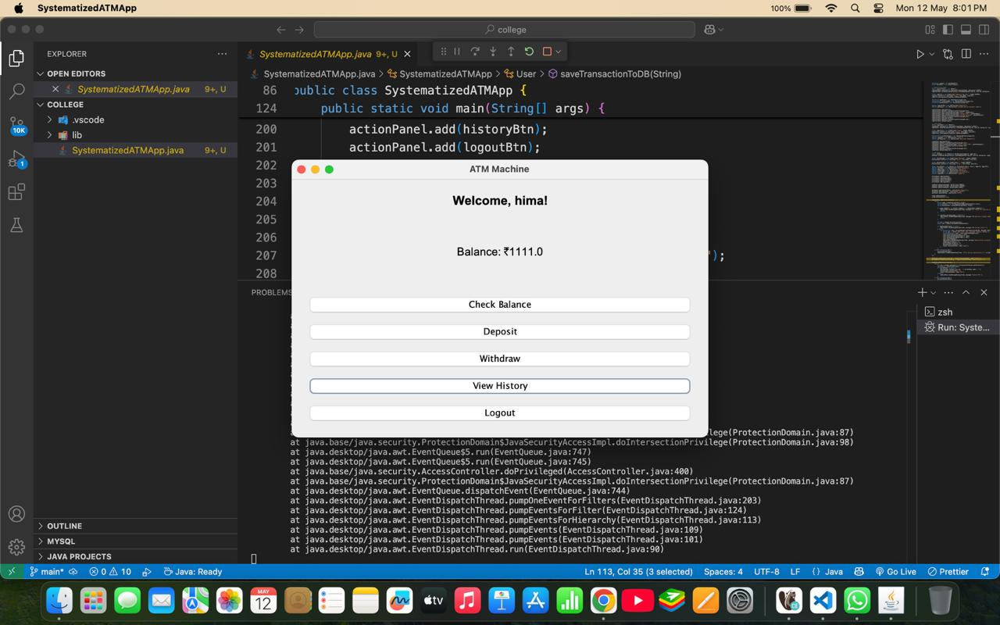 SystematizedATMApp
100%
Mon 12 May 8:01 PM
college
EXPLORER
OPEN EDITORS
SystematizedATMApp.java 9+, U
COLLEGE
.vscode
lib
SystematizedATMApp.java 9+, U
10K
1
OUTLINE
MYSQL
JAVA PROJECTS
SystematizedATMApp.java 9+, U
SystematizedATMApp.java > SystematizedATMApp > User > saveTransactionToDB(String)
86 public class SystematizedATMApp {
124 public static void main(String[] args) {
200 actionPanel.add(historyBtn);
201 actionPanel.add(logoutBtn);
202
203
204
205
206
207 ");
208
ATM Machine
Welcome, hima!
Balance: ₹1111.0
Check Balance
Deposit
Withdraw
View History
Logout
PROBLEMS
zsh
Run: Syste...
lege(ProtectionDomain.java:87)
at java.base/java.security.ProtectionDomain$JavaSecurityAccessImpl.doIntersectionPrivilege(ProtectionDomain.java:98)
at java.desktop/java.awt.EventQueue$5.run(EventQueue.java:747)
at java.desktop/java.awt.EventQueue$5.run(EventQueue.java:745)
at java.base/java.security.AccessController.doPrivileged(AccessController.java:400)
at java.base/java.security.ProtectionDomain$JavaSecurityAccessImpl.doIntersectionPrivilege(ProtectionDomain.java:87)
at java.desktop/java.awt.EventQueue.dispatchEvent(EventQueue.java:744)
at java.desktop/java.awt.EventDispatchThread.pumpOneEventForFilters(EventDispatchThread.java:203)
at java.desktop/java.awt.EventDispatchThread.pumpEventsForFilter(EventDispatchThread.java:124)
at java.desktop/java.awt.EventDispatchThread.pumpEventsForHierarchy(EventDispatchThread.java:113)
at java.desktop/java.awt.EventDispatchThread.pumpEvents(EventDispatchThread.java:109)
at java.desktop/java.awt.EventDispatchThread.pumpEvents(EventDispatchThread.java:101)
at java.desktop/java.awt.EventDispatchThread.run(EventDispatchThread.java:90)
main* 0 10 Java: Ready
Ln 113, Col 35 (3 selected) Spaces: 4 UTF-8 LF { } Java Go Live Prettier
MAY
12
tv